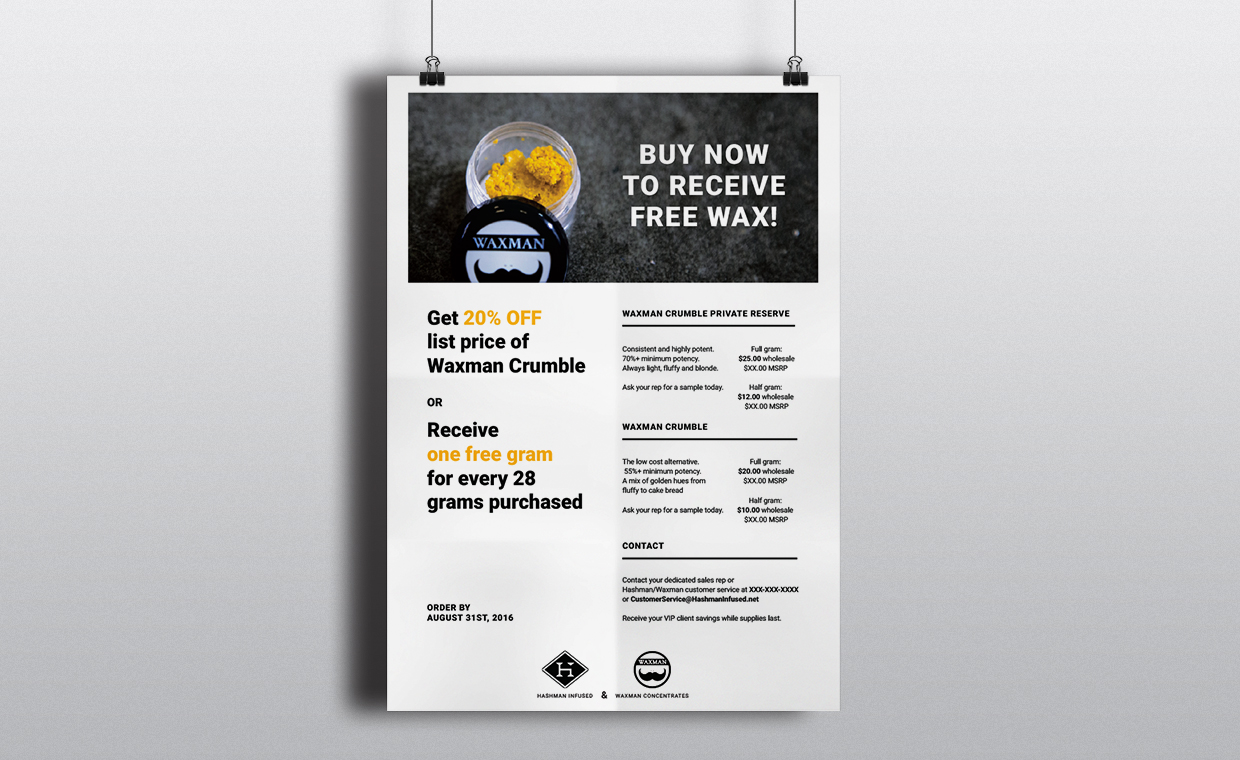 WAXMAN
BUY NOW
TO RECEIVE
FREE WAX!
Get 20% OFF
list price of
Waxman Crumble
OR
Receive
one free gram
for every 28
grams purchased
ORDER BY
AUGUST 31ST, 2016
WAXMAN CRUMBLE PRIVATE RESERVE
Consistent and highly potent.
70%+ minimum potency.
Always light, fluffy and blonde.
Ask your rep for a sample today.
Full gram:
$25.00 wholesale
$XX.00 MSRP
Half gram:
$12.00 wholesale
$XX.00 MSRP
WAXMAN CRUMBLE
The low cost alternative.
55%+ minimum potency.
A mix of golden hues from
fluffy to cake bread
Ask your rep for a sample today.
Full gram:
$20.00 wholesale
$XX.00 MSRP
Half gram:
$10.00 wholesale
$XX.00 MSRP
CONTACT
Contact your dedicated sales rep or
Hashman/Waxman customer service at XXX-XXX-XXXX
or CustomerService@HashmanInfused.net
Receive your VIP client savings while supplies last.
H
WAXMAN
HASHMAN INFUSED & WAXMAN CONCENTRATES